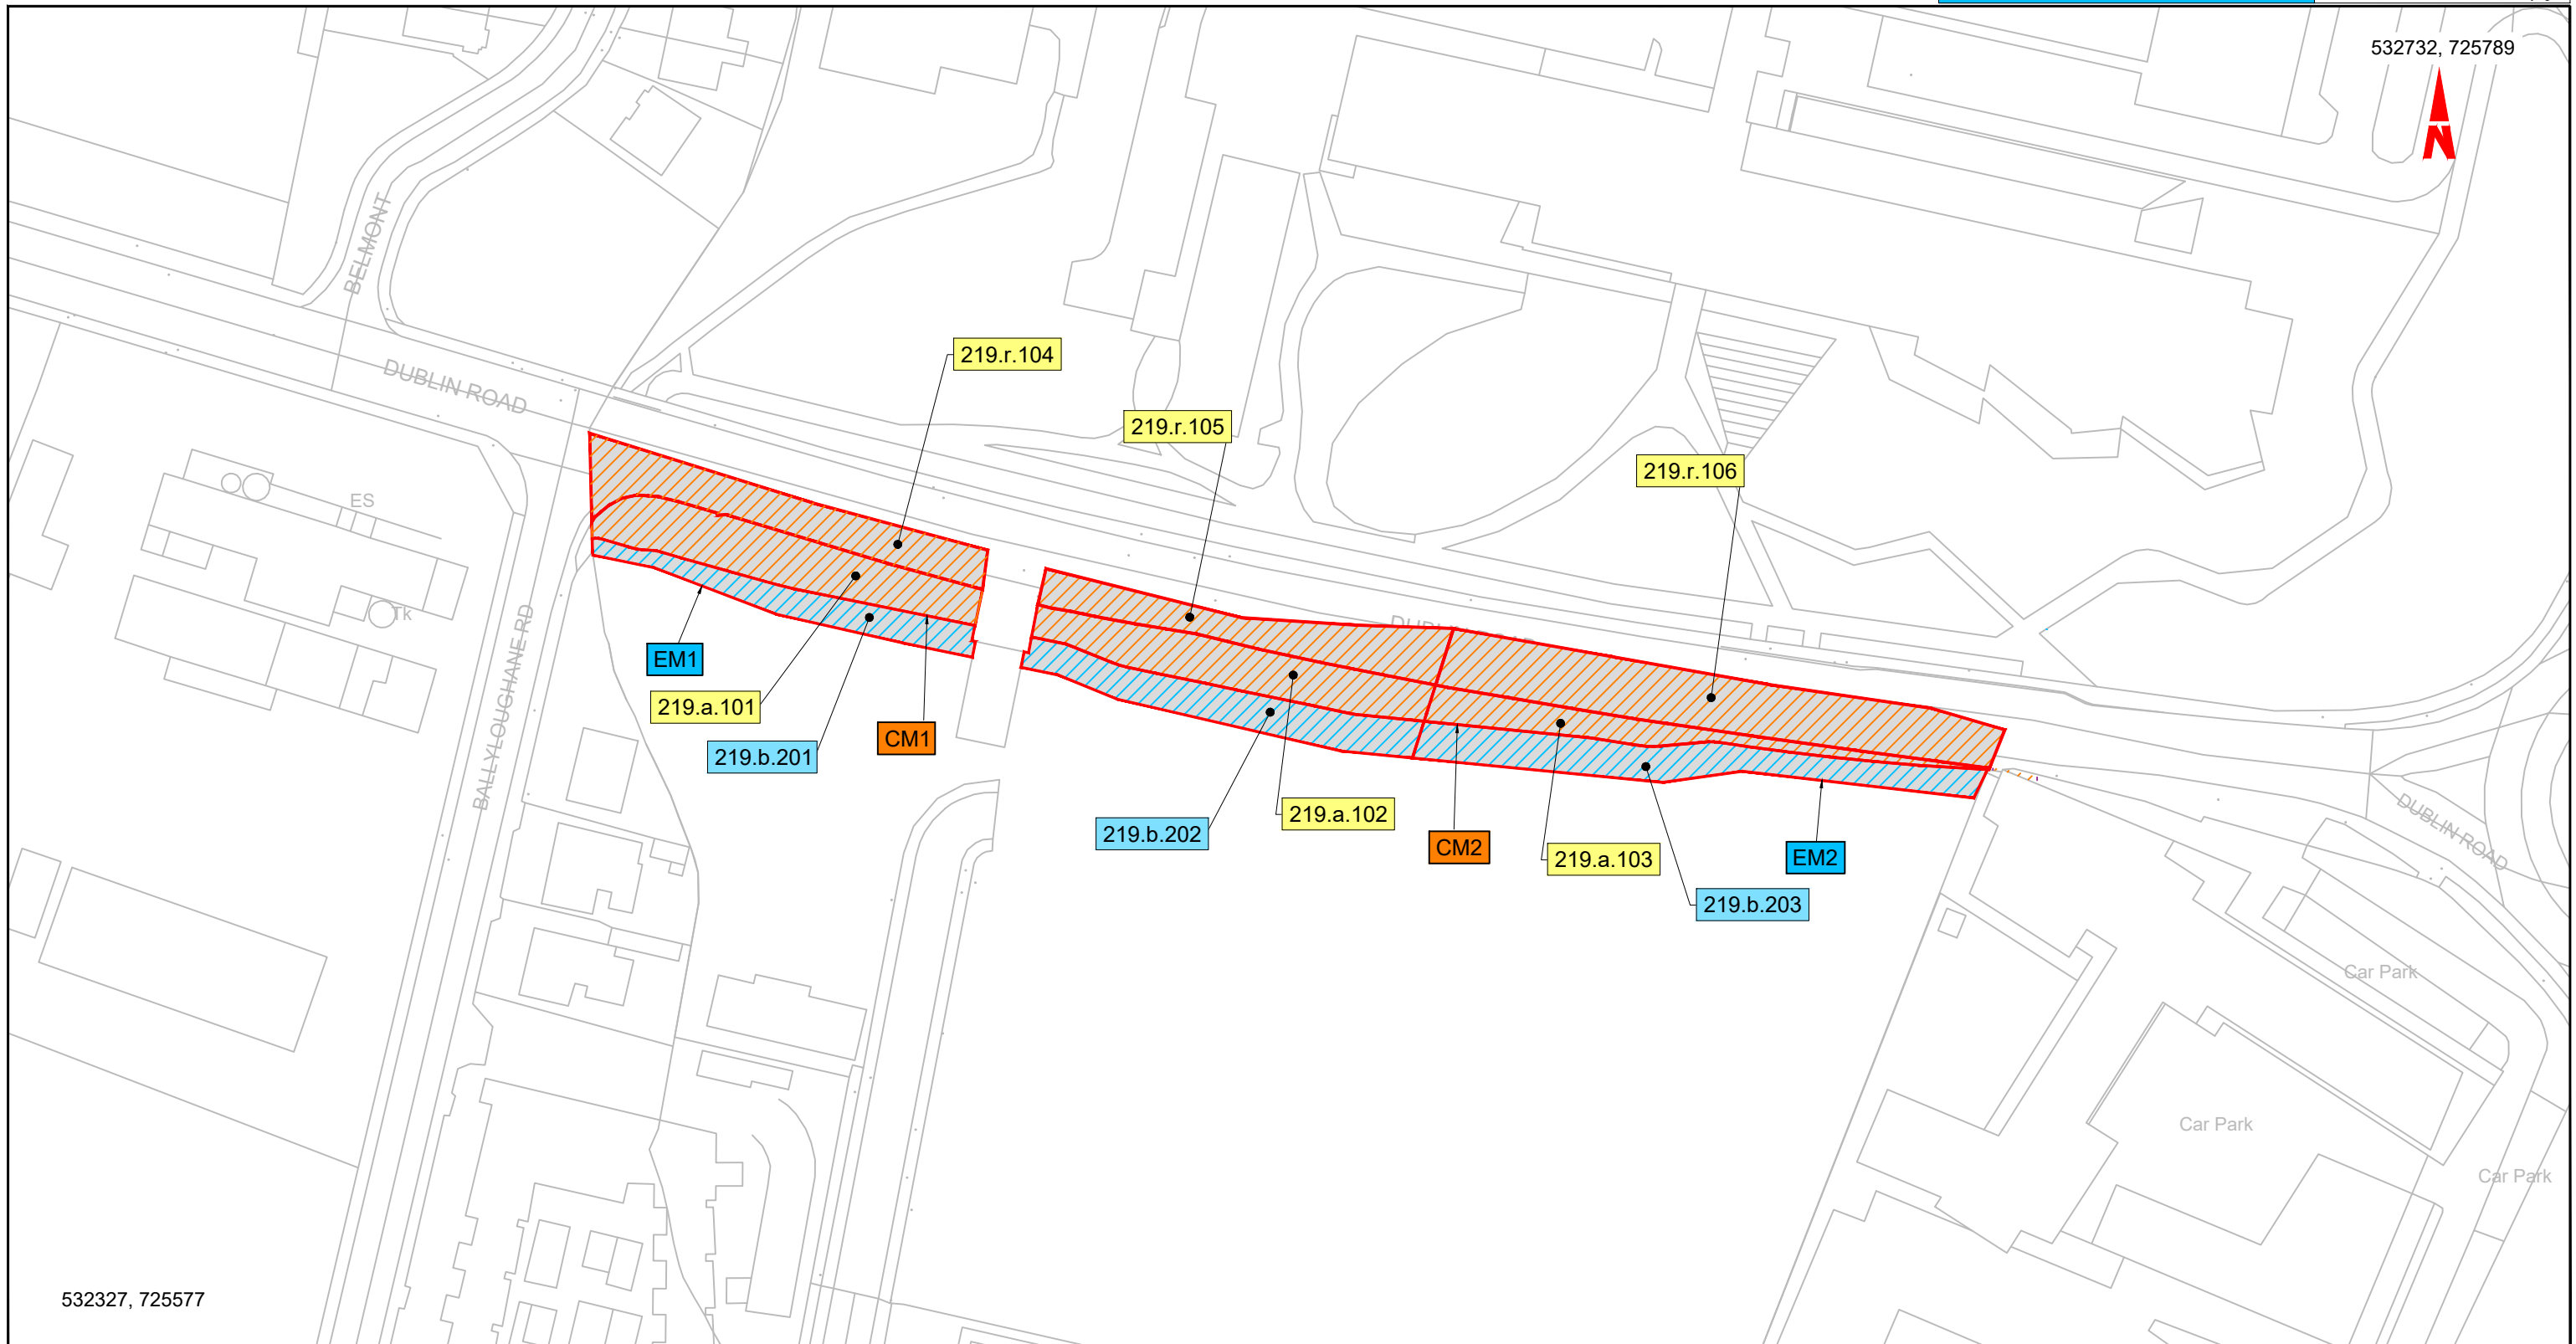 532732, 725789
N
BELMONT
DUBLIN ROAD
219.r.104
219.r.105
219.r.106
ES
Tk
BALLYLOUGHANE RD
EM1
219.a.101
219.b.201
CM1
219.b.202
219.a.102
CM2
219.a.103
219.b.203
EM2
DUBLIN ROAD
Car Park
Car Park
Car Park
532327, 725577